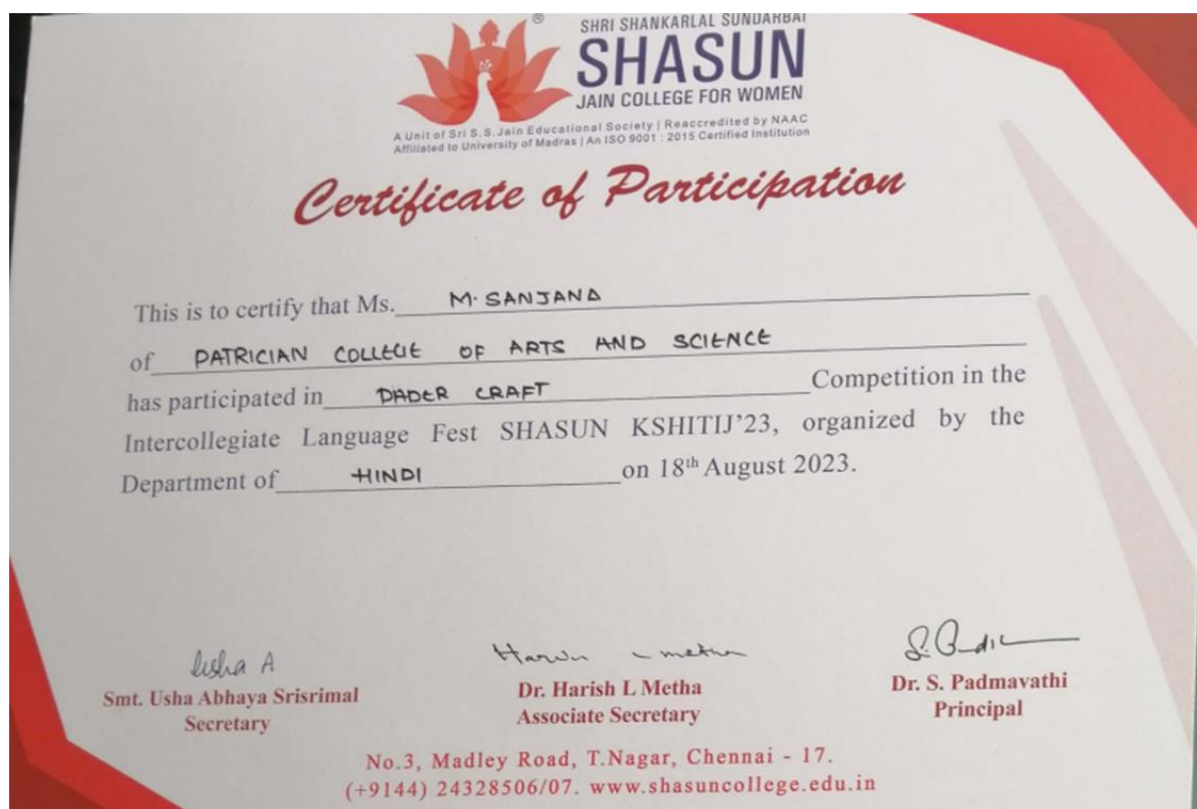 ®
SHRI SHANKARLAL SUNDARBAI
SHASUN
JAIN COLLEGE FOR WOMEN
A Unit of Sri S.S.Jain Educational Society | Reaccredited by NAAC
Affiliated to University of Madras | An ISO 9001 : 2015 Certified Institution
Certificate of Participation
This is to certify that Ms. M. SANJANA
of PATRICIAN COLLEGE OF ARTS AND SCIENCE
has participated in PAPER CRAFT Competition in the
Intercollegiate Language Fest SHASUN KSHITIJ'23, organized by the
Department of HINDI on 18th August 2023.
Usha A
Smt. Usha Abhaya Srisrimal
Secretary
Dr. Harish L Metha
Associate Secretary
Dr. S. Padmavathi
Principal
No.3, Madley Road, T.Nagar, Chennai - 17.
(+9144) 24328506/07. www.shasuncollege.edu.in